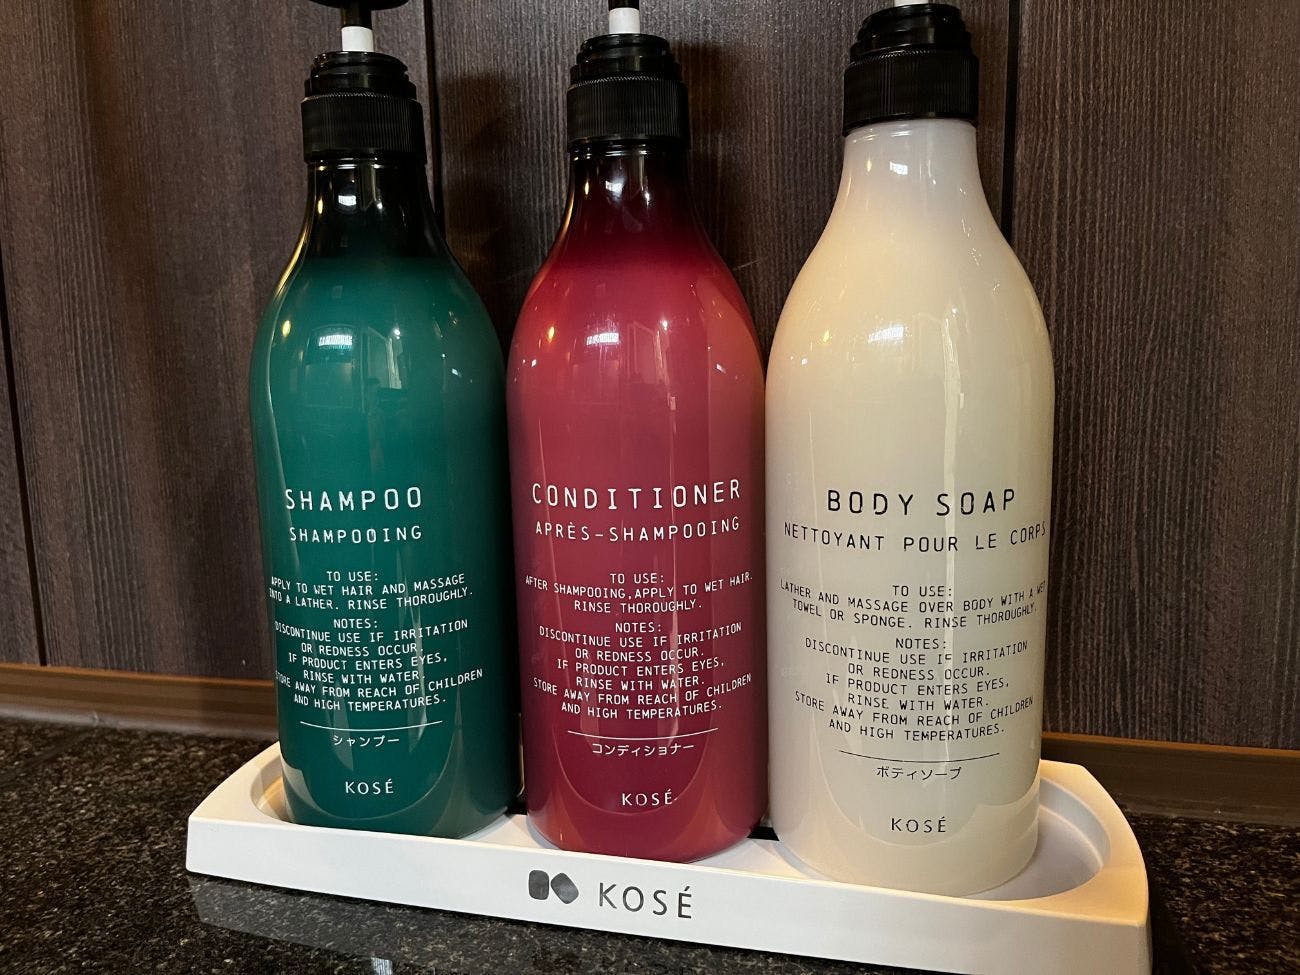 SHAMPOO
SHAMPOOING
TO USE:
APPLY TO WET HAIR AND MASSAGE
INTO A LATHER. RINSE THOROUGHLY.
NOTES:
DISCONTINUE USE IF IRRITATION
OR REDNESS OCCUR.
IF PRODUCT ENTERS EYES,
RINSE WITH WATER.
STORE AWAY FROM REACH OF CHILDREN
AND HIGH TEMPERATURES.
シャンプー
KOSÉ
CONDITIONER
APRÈS-SHAMPOOING
TO USE:
AFTER SHAMPOOING,APPLY TO WET HAIR.
RINSE THOROUGHLY.
NOTES:
DISCONTINUE USE IF IRRITATION
OR REDNESS OCCUR.
IF PRODUCT ENTERS EYES,
RINSE WITH WATER.
STORE AWAY FROM REACH OF CHILDREN
AND HIGH TEMPERATURES.
コンディショナー
KOSÉ
BODY SOAP
NETTOYANT POUR LE CORPS
TO USE:
LATHER AND MASSAGE OVER BODY WITH A WET
TOWEL OR SPONGE. RINSE THOROUGHLY.
NOTES:
DISCONTINUE USE IF IRRITATION
OR REDNESS OCCUR.
IF PRODUCT ENTERS EYES,
RINSE WITH WATER.
STORE AWAY FROM REACH OF CHILDREN
AND HIGH TEMPERATURES.
ボディソープ
KOSÉ
KOSÉ